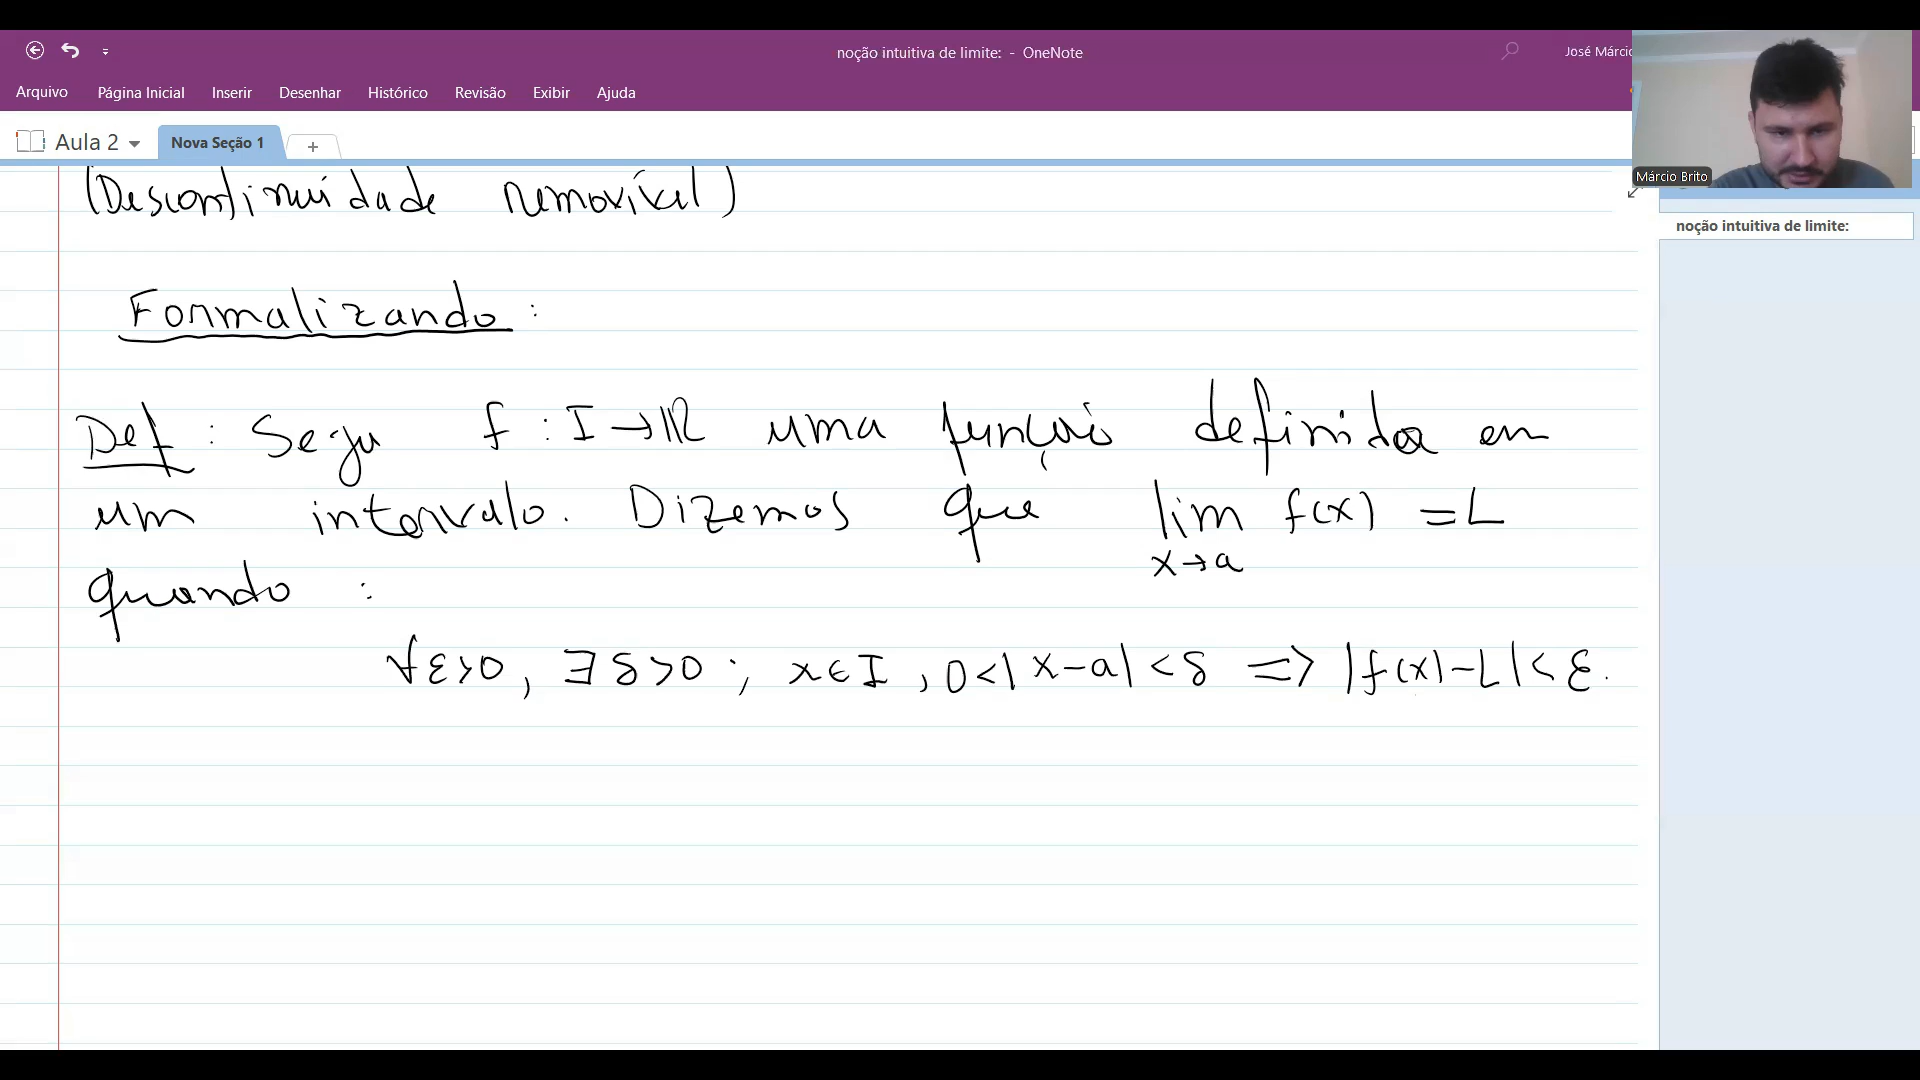 noção intuitiva de limite: - OneNote
José Márcio
Arquivo Página Inicial Inserir Desenhar Histórico Revisão Exibir Ajuda
Aula 2 Nova Seção 1 +
Márcio Brito
noção intuitiva de limite:
(Descontinuidade removível)
Formalizando:
Def: Seja f: I → ℝ uma função definida em
um intervalo. Dizemos que lim f(x) = L
x→a
quando:
∀ε>0, ∃δ>0; x∈I, 0<|x-a|<δ => |f(x)-L|<ε.